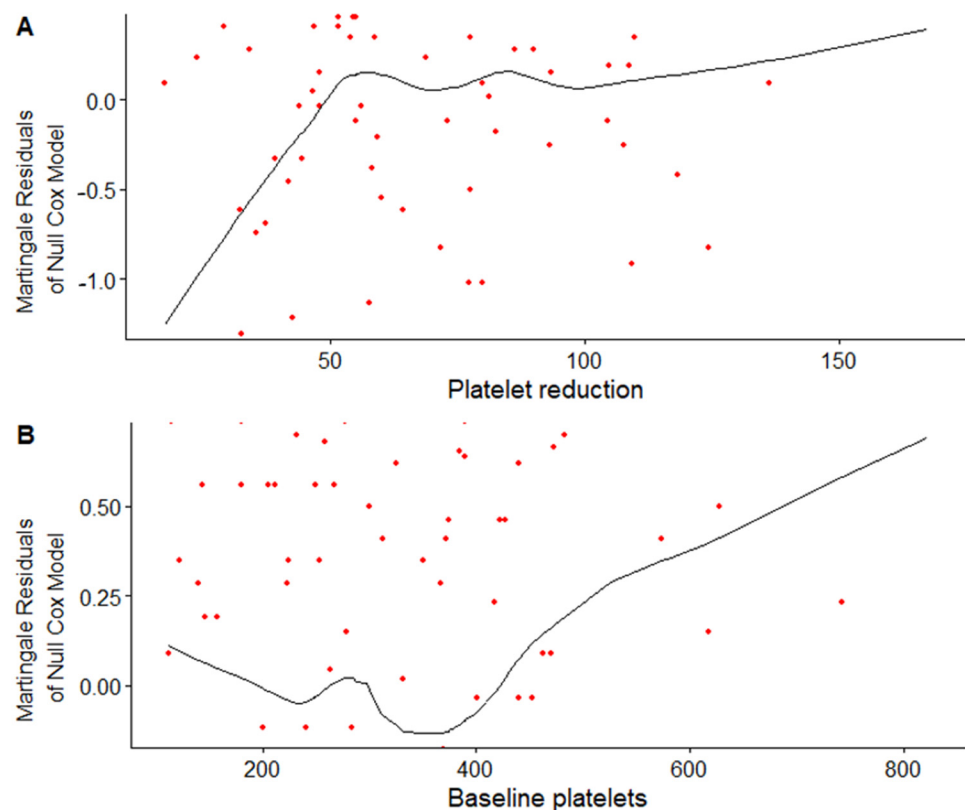 A
Martingale Residuals
of Null Cox Model
0.0
-0.5
-1.0
50
100
150
Platelet reduction
B
Martingale Residuals
of Null Cox Model
0.50
0.25
0.00
200
400
600
800
Baseline platelets